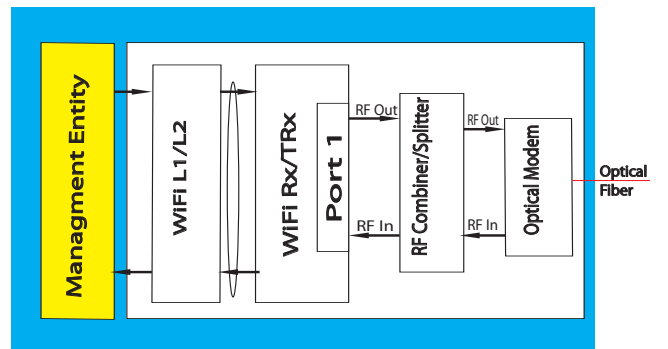 Managment Entity
WiFi L1/L2
WiFi Rx/TRx
Port 1
RF Out
RF In
RF Combiner/Splitter
RF Out
RF In
Optical Modem
Optical
Fiber